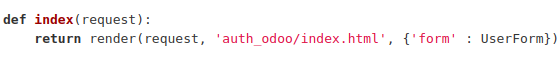 def index(request):
    return render(request, 'auth_odoo/index.html', {'form' : UserForm})